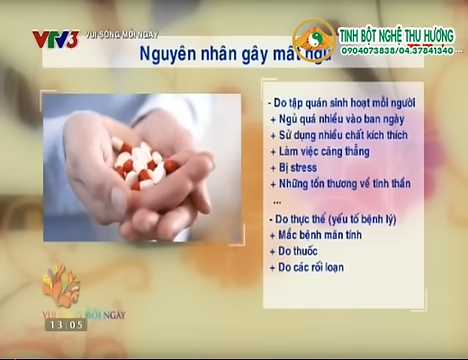 VTV3 VUI SỐNG MỖI NGÀY
TINH BỘT NGHỆ THU HƯƠNG
0904073838/04.37841340 ...
Nguyên nhân gây mất ngủ
- Do tập quán sinh hoạt mỗi người
+ Ngủ quá nhiều vào ban ngày
+ Sử dụng nhiều chất kích thích
+ Làm việc căng thẳng
+ Bị stress
+ Những tổn thương về tinh thần
...
- Do thực thể (yếu tố bệnh lý)
+ Mắc bệnh mãn tính
+ Do thuốc
+ Do các rối loạn
VUI SỐNG MỖI NGÀY
13:05